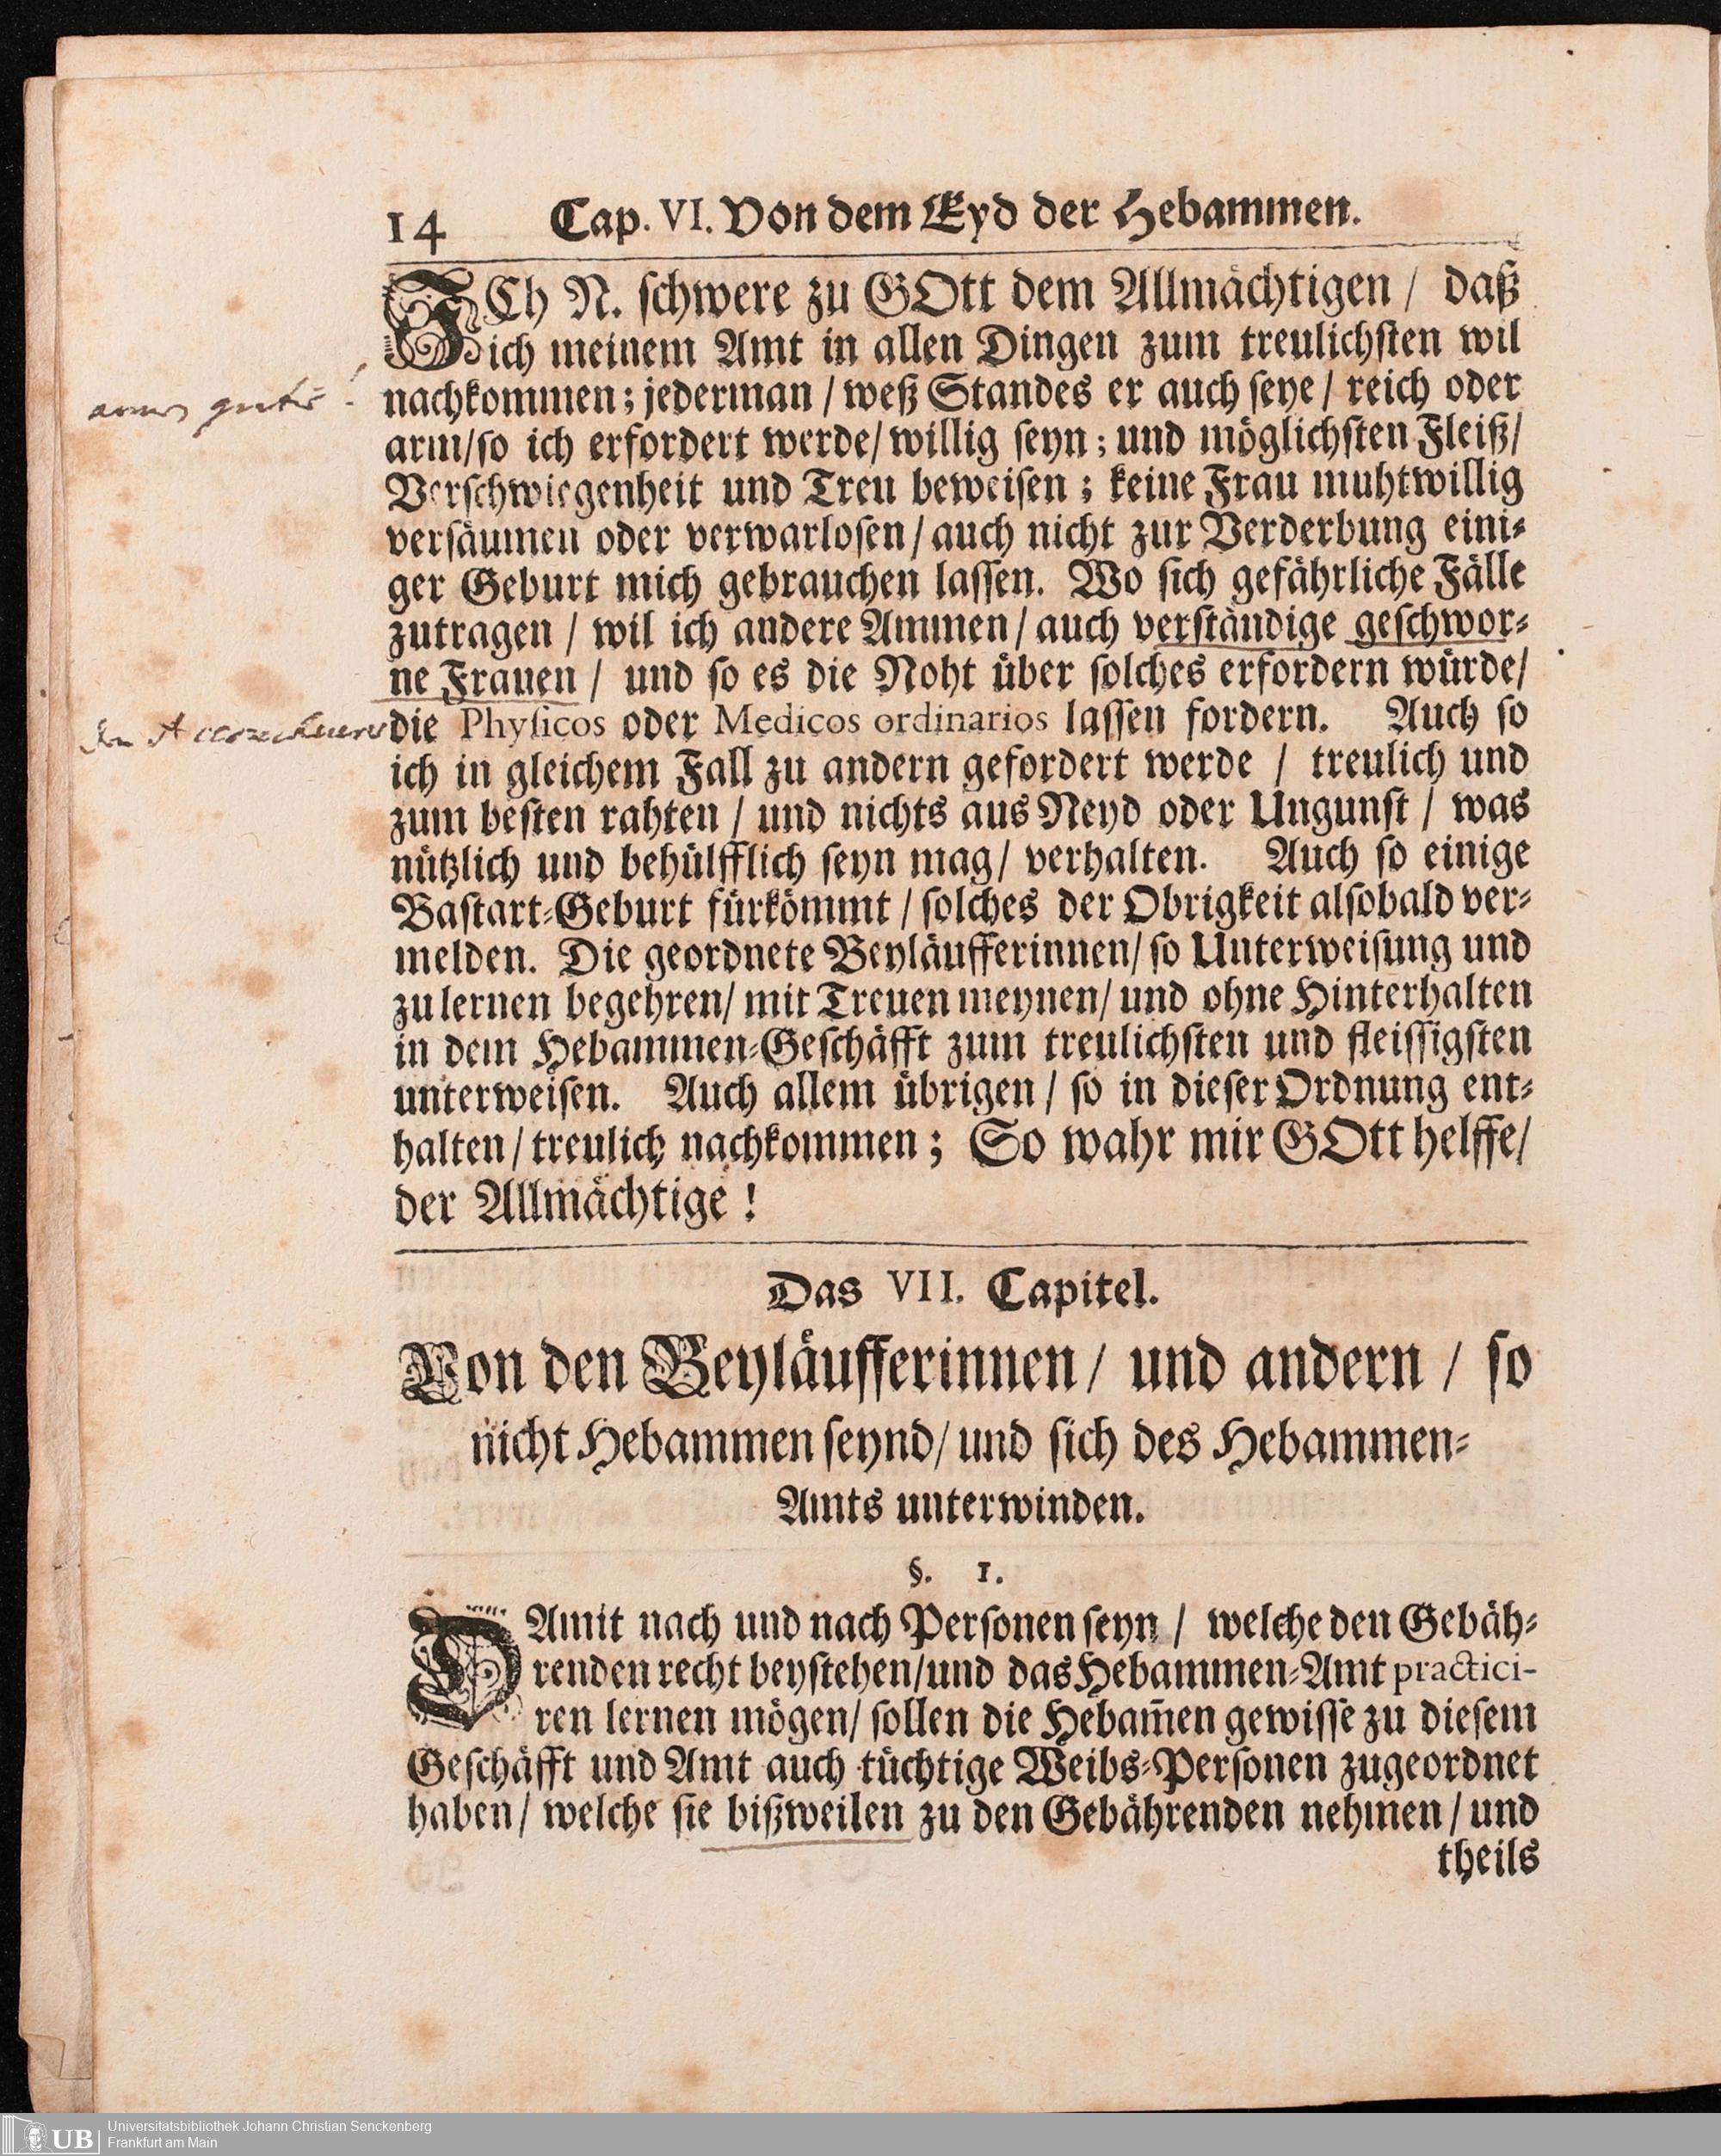 14 Cap. VI. Von dem Eyd der Hebammen.
ICh N. ſchwere zu GOtt dem Allmächtigen / daß
ich meinem Amt in allen Dingen zum treulichſten wil
nachkommen; jederman / weß Standes er auch ſeye / reich oder
arm/ſo ich erfordert werde/ willig ſeyn; und möglichſten Fleiß/
Verſchwiegenheit und Treu beweiſen; keine Frau muhtwillig
verſäumen oder verwarloſen / auch nicht zur Verderbung eini⸗
ger Geburt mich gebrauchen laſſen. Wo ſich gefährliche Fälle
zutragen / wil ich andere Ammen / auch verſtändige geſchwor⸗
ne Frauen / und ſo es die Noht über ſolches erfordern würde/
den Accoucheurs die Phyſicos oder Medicos ordinarios laſſen fordern. Auch ſo
ich in gleichem Fall zu andern gefordert werde / treulich und
zum beſten rahten / und nichts aus Neyd oder Ungunſt / was
nützlich und behülfflich ſeyn mag/ verhalten. Auch ſo einige
Baſtart⸗Geburt fürkömmt / ſolches der Obrigkeit alſobald ver⸗
melden. Die geordnete Beyläufferinnen/ ſo Unterweiſung und
zu lernen begehren/ mit Treuen meynen/ und ohne Hinterhalten
in dem Hebammen⸗Geſchäfft zum treulichſten und fleiſſigſten
unterweiſen. Auch allem übrigen / ſo in dieſer Ordnung ent⸗
halten / treulich nachkommen; So wahr mir GOtt helffe/
der Allmächtige!
Das VII. Capitel.
Von den Beyläufferinnen / und andern / ſo
nicht Hebammen ſeynd/ und ſich des Hebammen⸗
Amts unterwinden.
§. 1.
DAmit nach und nach Perſonen ſeyn / welche den Gebäh⸗
renden recht beyſtehen/und das Hebammen⸗Amt practici-
ren lernen mögen/ ſollen die Hebam̃en gewiſſe zu dieſem
Geſchäfft und Amt auch tüchtige Weibs⸗Perſonen zugeordnet
haben / welche ſie bißweilen zu den Gebährenden nehmen / und
theils
UB Universitätsbibliothek Johann Christian Senckenberg
Frankfurt am Main